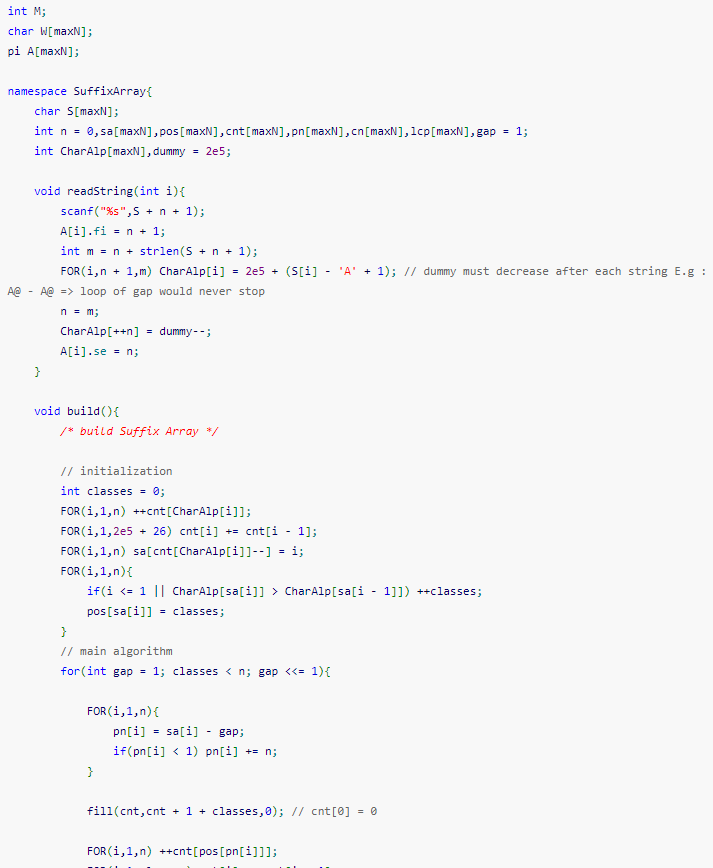 int M;
char W[maxN];
pi A[maxN];
namespace SuffixArray{
char S[maxN];
int n = 0,sa[maxN],pos[maxN],cnt[maxN],pn[maxN],cn[maxN],lcp[maxN],gap = 1;
int CharAlp[maxN],dummy = 2e5;
void readString(int i){
scanf("%s",S + n + 1);
A[i].fi = n + 1;
int m = n + strlen(S + n + 1);
FOR(i,n + 1,m) CharAlp[i] = 2e5 + (S[i] - 'A' + 1); // dummy must decrease after each string E.g :
A@ - A@ => loop of gap would never stop
n = m;
CharAlp[++n] = dummy--;
A[i].se = n;
}
void build(){
/* build Suffix Array */
// initialization
int classes = 0;
FOR(i,1,n) ++cnt[CharAlp[i]];
FOR(i,1,2e5 + 26) cnt[i] += cnt[i - 1];
FOR(i,1,n) sa[cnt[CharAlp[i]]--] = i;
FOR(i,1,n){
if(i <= 1 || CharAlp[sa[i]] > CharAlp[sa[i - 1]]) ++classes;
pos[sa[i]] = classes;
}
// main algorithm
for(int gap = 1; classes < n; gap <<= 1){
FOR(i,1,n){
pn[i] = sa[i] - gap;
if(pn[i] < 1) pn[i] += n;
}
fill(cnt,cnt + 1 + classes,0); // cnt[0] = 0
FOR(i,1,n) ++cnt[pos[pn[i]]];